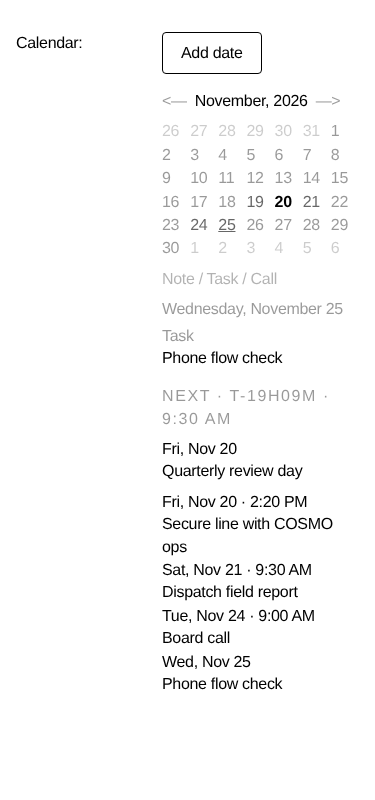 Calendar:
Add date
<— November, 2026 —>
26 27 28 29 30 31 1
2 3 4 5 6 7 8
9 10 11 12 13 14 15
16 17 18 19 20 21 22
23 24 25 26 27 28 29
30 1 2 3 4 5 6
Note / Task / Call
Wednesday, November 25
Task
Phone flow check
NEXT · T-19H09M ·
9:30 AM
Fri, Nov 20
Quarterly review day
Fri, Nov 20 · 2:20 PM
Secure line with COSMO
ops
Sat, Nov 21 · 9:30 AM
Dispatch field report
Tue, Nov 24 · 9:00 AM
Board call
Wed, Nov 25
Phone flow check